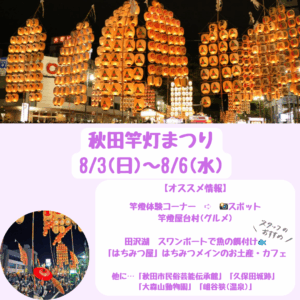 秋田竿灯まつり
8/3(日)〜8/6(水)
【オススメ情報】
竿燈体験コーナー ・: 📸スポット
竿燈屋台村(グルメ)
スタッフの
おすすめ
田沢湖 スワンボートで魚の餌付け🐟
「はちみつ屋」はちみつメインのお土産・カフェ
他に…「秋田市民俗芸能伝承館」「久保田城跡」
「大森山動物園」「